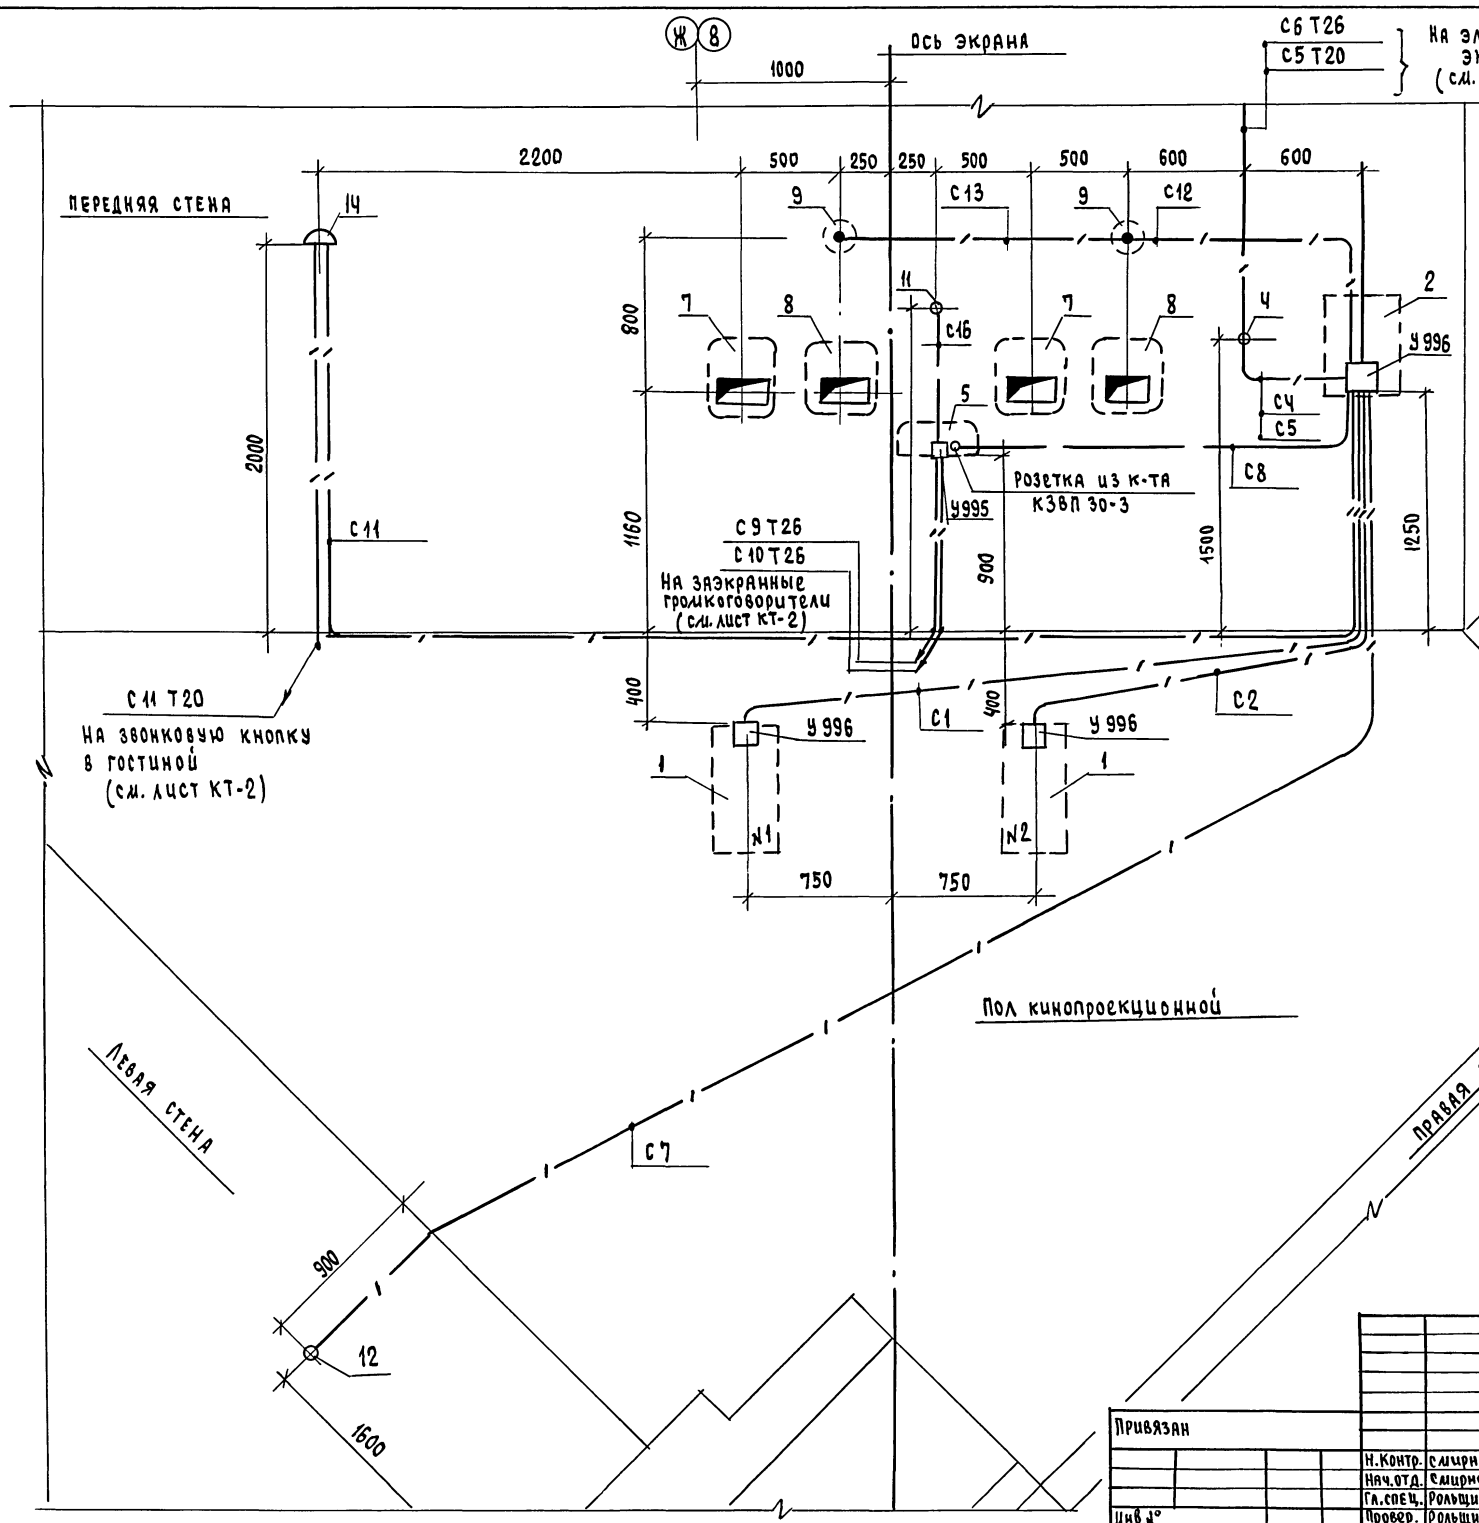 Ж 8
ОСЬ ЭКРАНА
С6 Т26
С5 Т20
НА
(СМ.
1000
2200
500
250
250
500
500
600
600
ПЕРЕДНЯЯ СТЕНА
14
9
С13
9
С12
11
7
8
С16
7
8
4
2
У996
800
5
С4
С5
С8
2000
РОЗЕТКА ИЗ К-ТА
КЗВП 30-3
У995
С11
1160
С9 Т26
С10 Т26
НА ЗАЭКРАННЫЕ
ГРОМКОГОВОРИТЕЛИ
(СМ. ЛИСТ КТ-2)
900
1500
1250
С11 Т20
НА ЗВОНКОВУЮ КНОПКУ
В ГОСТИНОЙ
(СМ. ЛИСТ КТ-2)
400
400
С1
С2
У996
У996
1
1
N1
N2
750
750
ПОЛ КИНОПРОЕКЦИОННОЙ
ЛЕВАЯ СТЕНА
ПРАВАЯ
С7
900
12
1600
ПРИВЯЗАН
Н.КОНТР. СМИРН
НАЧ.ОТД. СМИРН
ГЛ.СПЕЦ. РОЛЬЩИ
ПРОВЕР. РОЛЬЩИ
ИНВ №